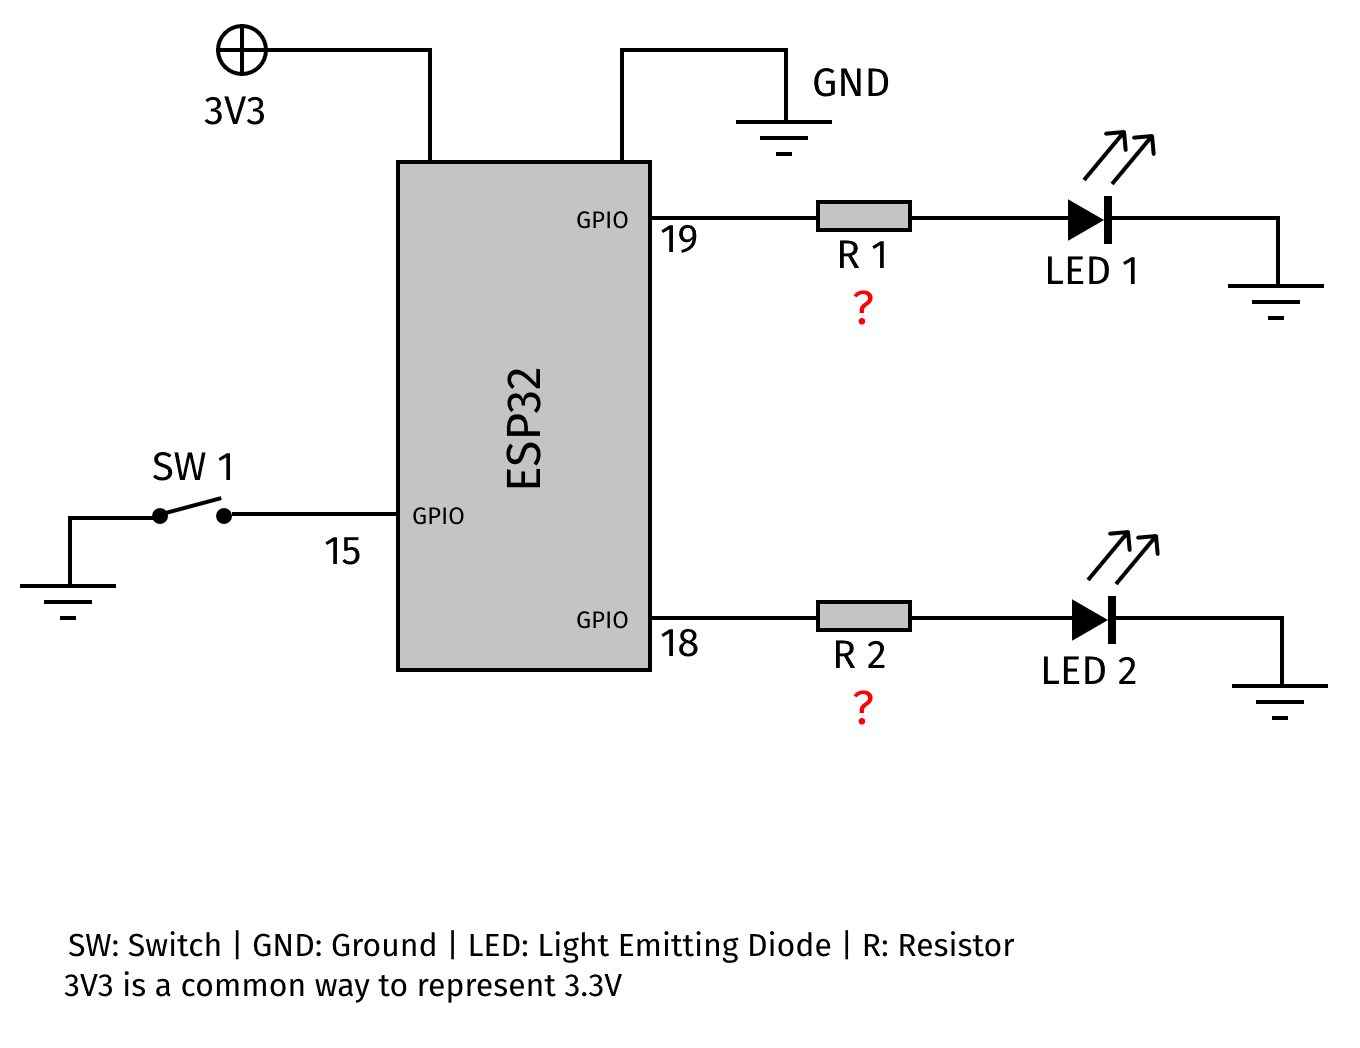 3V3
GND
GPIO
19
R 1
?
LED 1
ESP32
SW 1
GPIO
15
GPIO
18
R 2
?
LED 2
SW: Switch | GND: Ground | LED: Light Emitting Diode | R: Resistor
3V3 is a common way to represent 3.3V